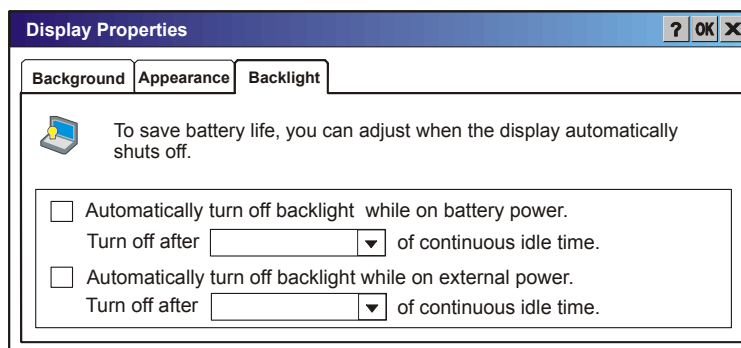 Display Properties ? OK X
Background Appearance Backlight
To save battery life, you can adjust when the display automatically
shuts off.
Automatically turn off backlight while on battery power.
Turn off after of continuous idle time.
Automatically turn off backlight while on external power.
Turn off after of continuous idle time.